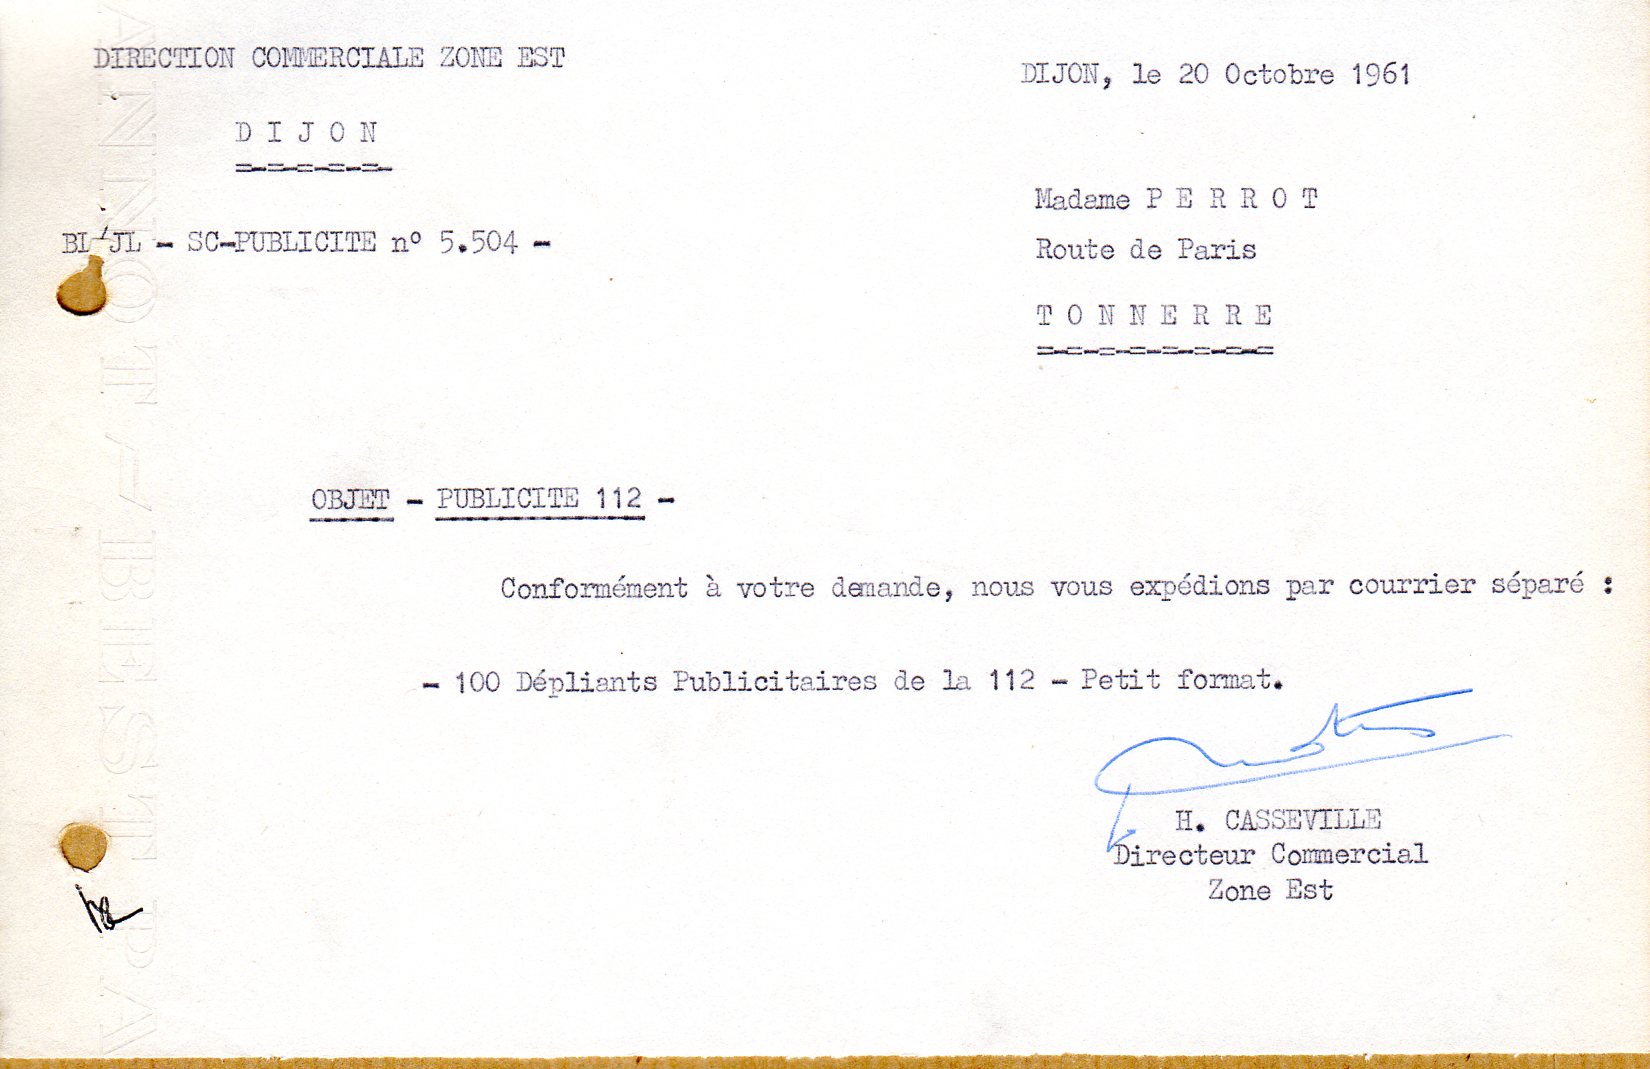 DIRECTION COMMERCIALE ZONE EST
DIJON, le 20 Octobre 1961
D I J O N
=-=-=-=-=-
Madame P E R R O T
BL/JL - SC-PUBLICITE n° 5.504 -
Route de Paris
T O N N E R R E
=-=-=-=-=-=-=-=
OBJET - PUBLICITE 112 -
Conformément à votre demande, nous vous expédions par courrier séparé :
- 100 Dépliants Publicitaires de la 112 - Petit format.
H. CASSEVILLE
Directeur Commercial
Zone Est